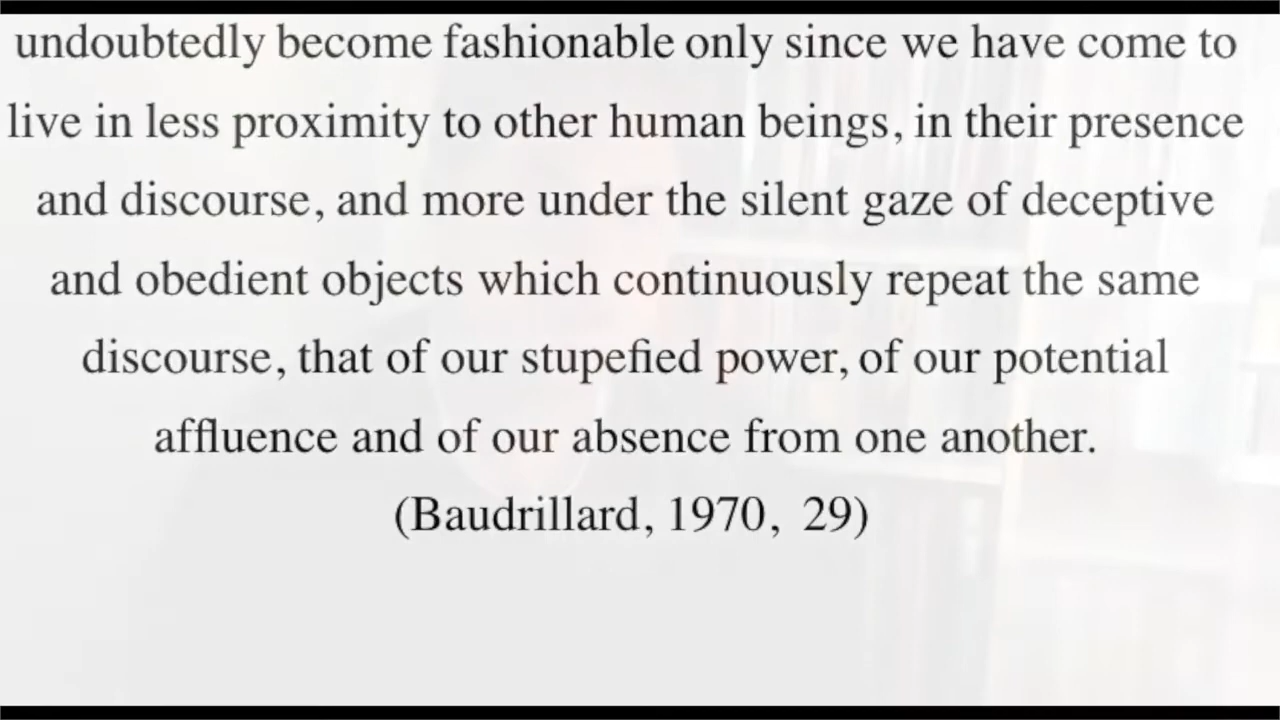 undoubtedly become fashionable only since we have come to
live in less proximity to other human beings, in their presence
and discourse, and more under the silent gaze of deceptive
and obedient objects which continuously repeat the same
discourse, that of our stupefied power, of our potential
affluence and of our absence from one another.
(Baudrillard, 1970, 29)